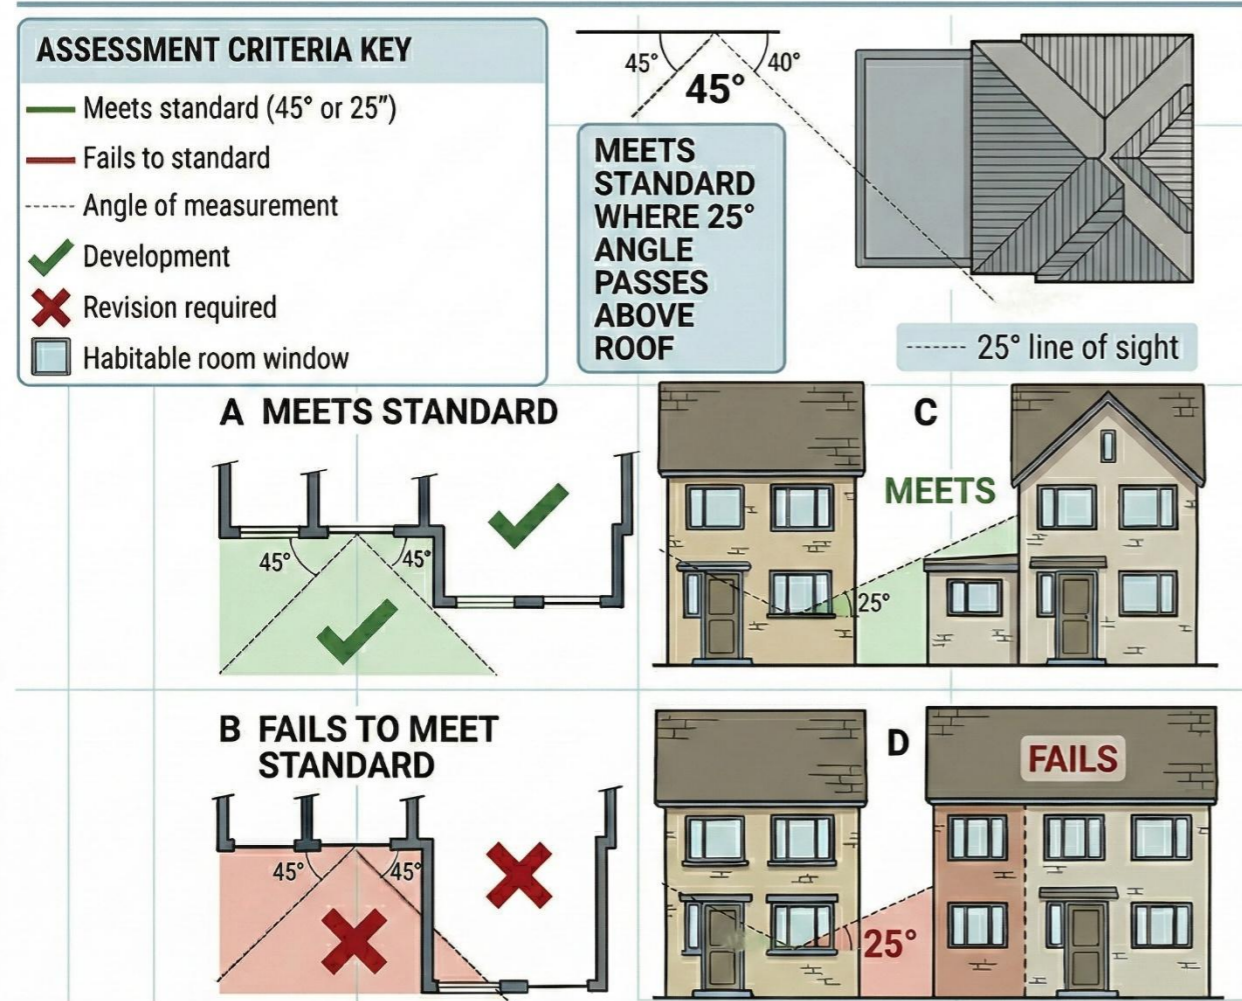 ASSESSMENT CRITERIA KEY
Meets standard (45° or 25″)
Fails to standard
Angle of measurement
Development
Revision required
Habitable room window
45°
40°
45°
MEETS
STANDARD
WHERE 25°
ANGLE
PASSES
ABOVE
ROOF
25° line of sight
A MEETS STANDARD
45°
45°
C
MEETS
25°
B FAILS TO MEET
STANDARD
45°
45°
D
FAILS
25°